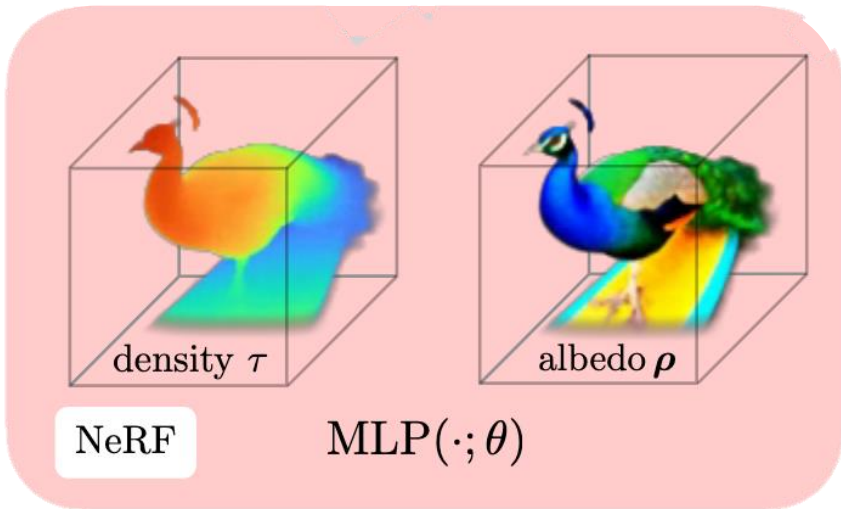 density τ
albedo ρ
NeRF
MLP(·; θ)